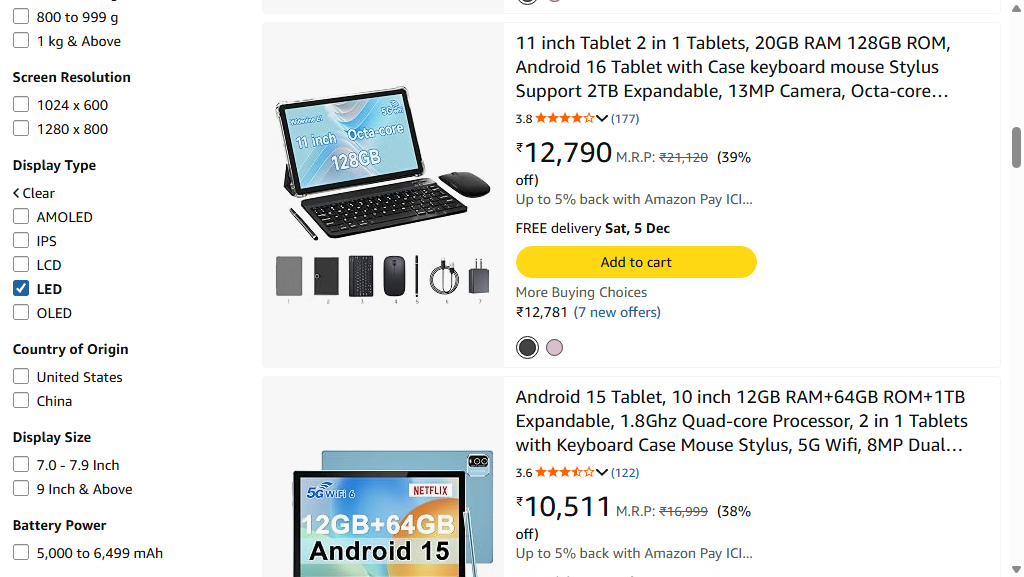 800 to 999 g
1 kg & Above
Screen Resolution
1024 x 600
1280 x 800
Display Type
Clear
AMOLED
IPS
LCD
LED
OLED
Country of Origin
United States
China
Display Size
7.0 - 7.9 Inch
9 Inch & Above
Battery Power
5,000 to 6,499 mAh
5G
11 inch Octa-core
128GB
1 2 3 4 5 6 7
11 inch Tablet 2 in 1 Tablets, 20GB RAM 128GB ROM,
Android 16 Tablet with Case keyboard mouse Stylus
Support 2TB Expandable, 13MP Camera, Octa-core…
3.8 (177)
₹12,790 M.R.P: ₹21,120 (39%
off)
Up to 5% back with Amazon Pay ICI…
FREE delivery Sat, 5 Dec
Add to cart
More Buying Choices
₹12,781 (7 new offers)
5G WiFi 6
NETFLIX
12GB+64GB
Android 15
Android 15 Tablet, 10 inch 12GB RAM+64GB ROM+1TB
Expandable, 1.8Ghz Quad-core Processor, 2 in 1 Tablets
with Keyboard Case Mouse Stylus, 5G Wifi, 8MP Dual…
3.6 (122)
₹10,511 M.R.P: ₹16,999 (38%
off)
Up to 5% back with Amazon Pay ICI…